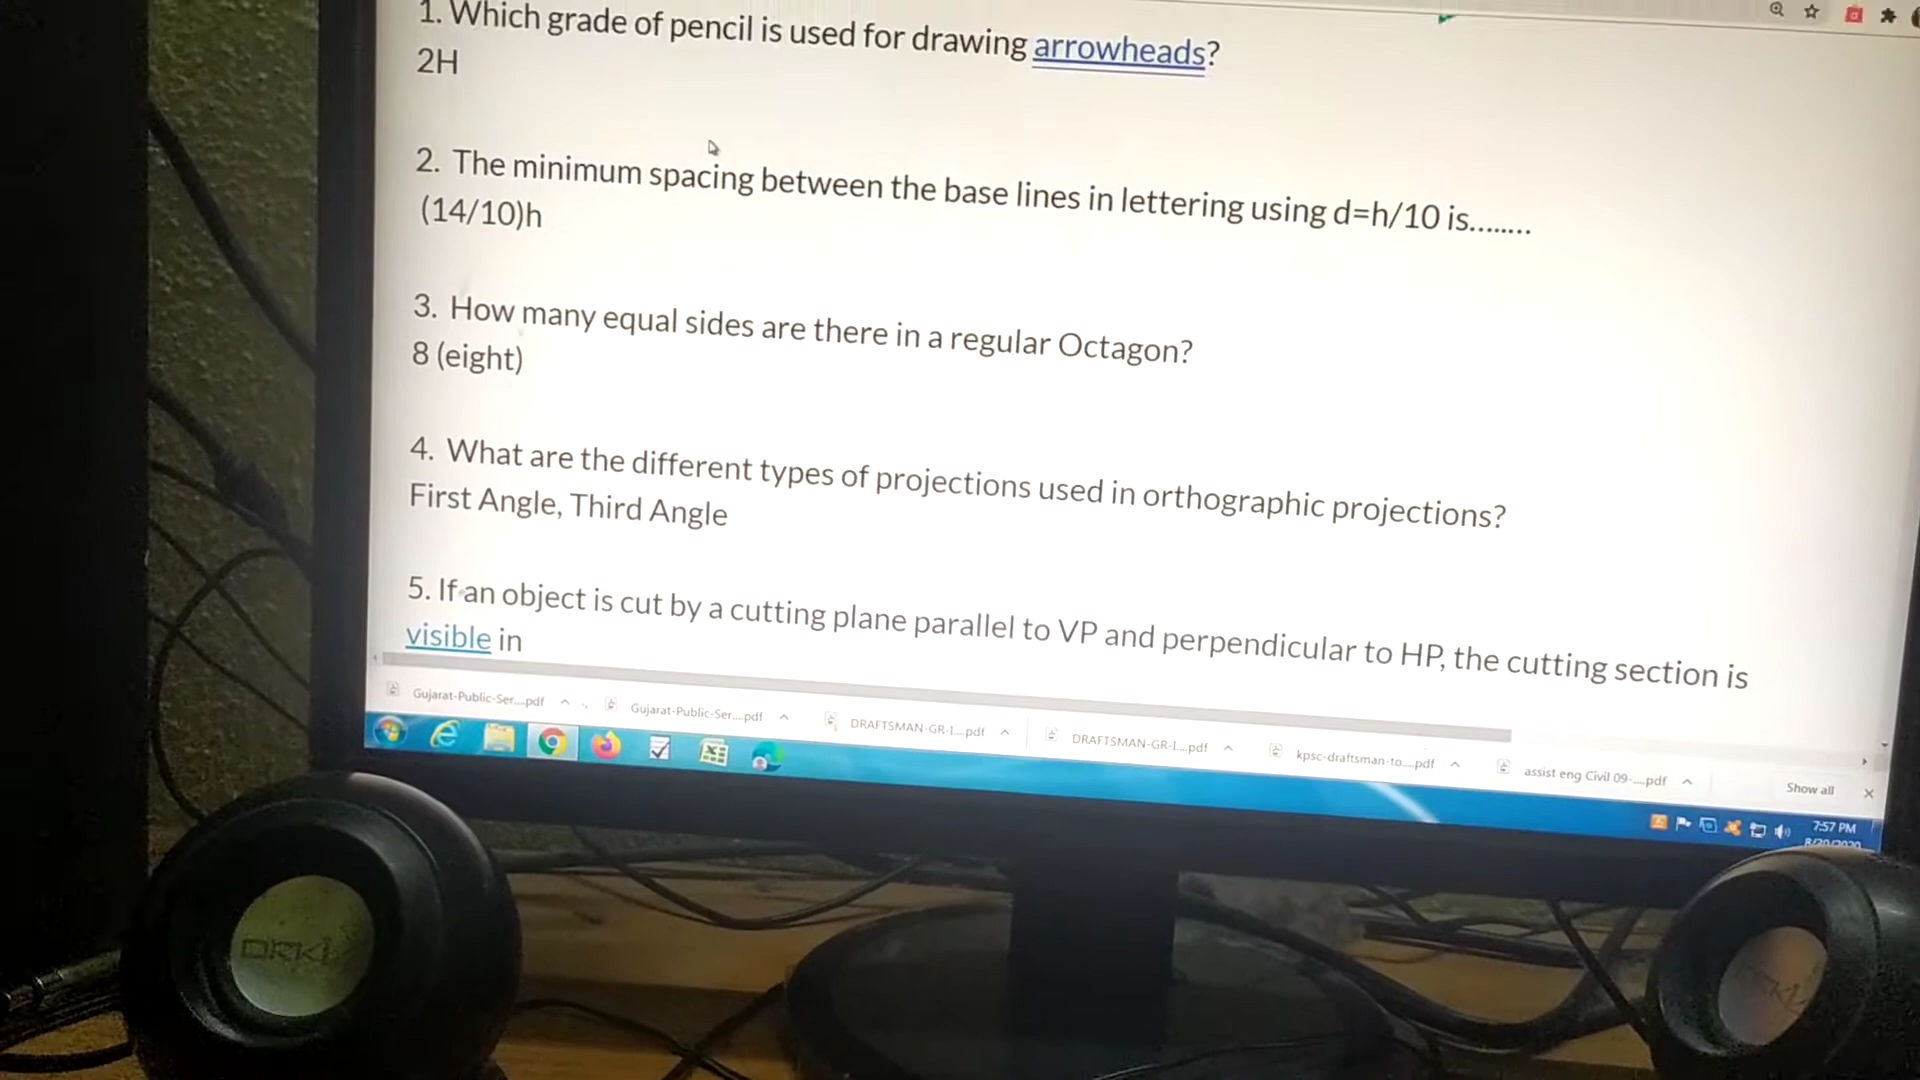 1. Which grade of pencil is used for drawing arrowheads?
2H
2. The minimum spacing between the base lines in lettering using d=h/10 is........
(14/10)h
3. How many equal sides are there in a regular Octagon?
8 (eight)
4. What are the different types of projections used in orthographic projections?
First Angle, Third Angle
5. If an object is cut by a cutting plane parallel to VP and perpendicular to HP, the cutting section is
visible in
Gujarat-Public-Ser....pdf
Gujarat-Public-Ser....pdf
DRAFTSMAN-GR-I....pdf
DRAFTSMAN-GR-I....pdf
kpsc-draftsman-to....pdf
assist eng Civil 09-....pdf
Show all
7:57 PM
8/20/2020